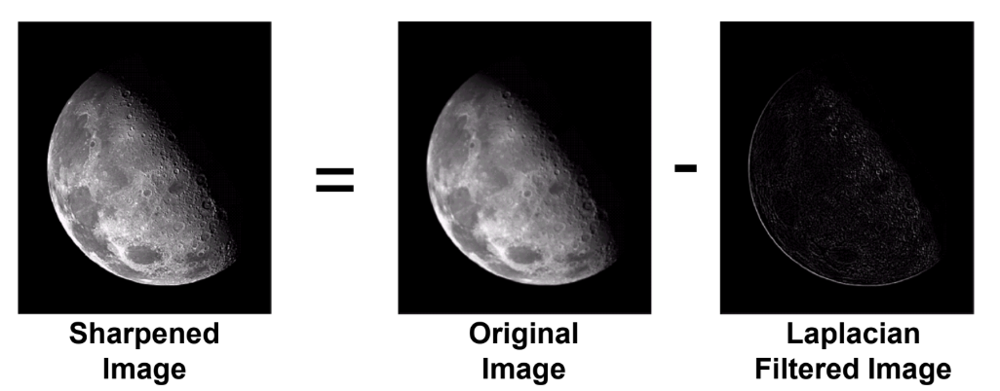 =
-
Sharpened
Image
Original
Image
Laplacian
Filtered Image